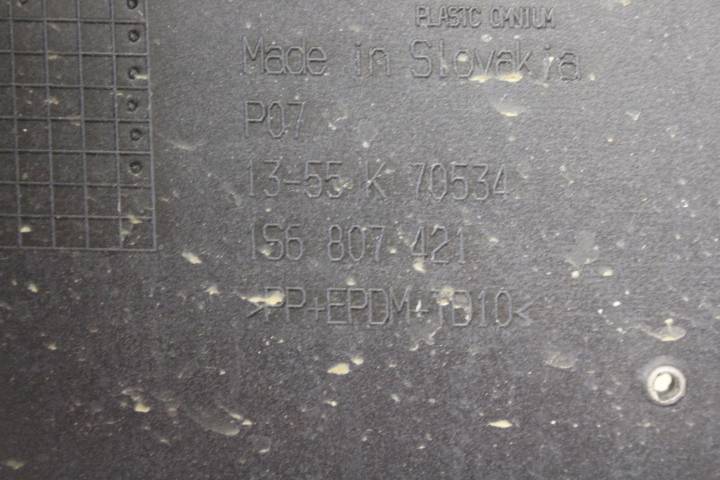 PLASTIC OMNIUM
Made in Slovakia
P07
13-55 K 70534
1S6 807 421
>PP+EPDM+TD10<